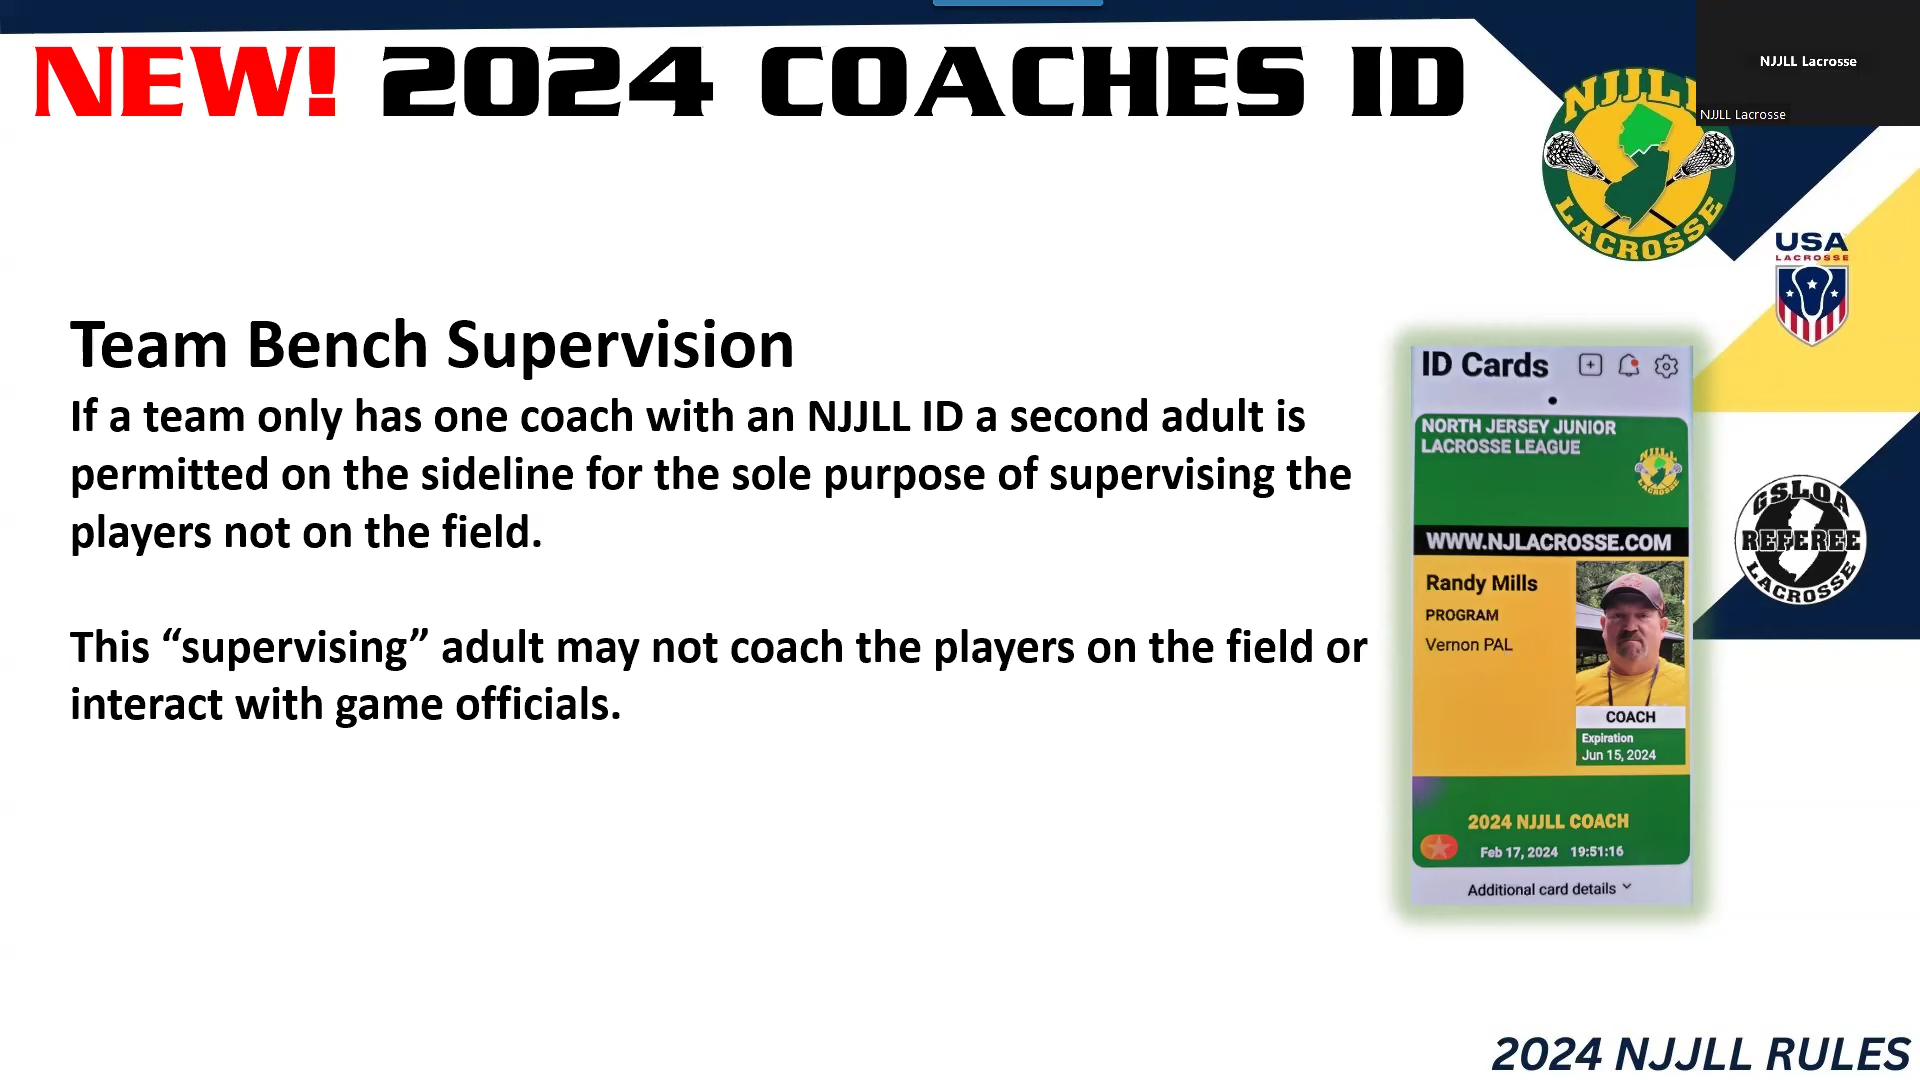 NEW! 2024 COACHES ID
NJJLL Lacrosse
NJJLL Lacrosse
NJJLL
LACROSSE
USA
LACROSSE
Team Bench Supervision
If a team only has one coach with an NJJLL ID a second adult is
permitted on the sideline for the sole purpose of supervising the
players not on the field.
This “supervising” adult may not coach the players on the field or
interact with game officials.
ID Cards
NORTH JERSEY JUNIOR
LACROSSE LEAGUE
NJJLL
LACROSSE
WWW.NJLACROSSE.COM
Randy Mills
PROGRAM
Vernon PAL
COACH
Expiration
Jun 15, 2024
2024 NJJLL COACH
Feb 17, 2024 19:51:16
Additional card details
GSLOA
REFEREE
LACROSSE
2024 NJJLL RULES